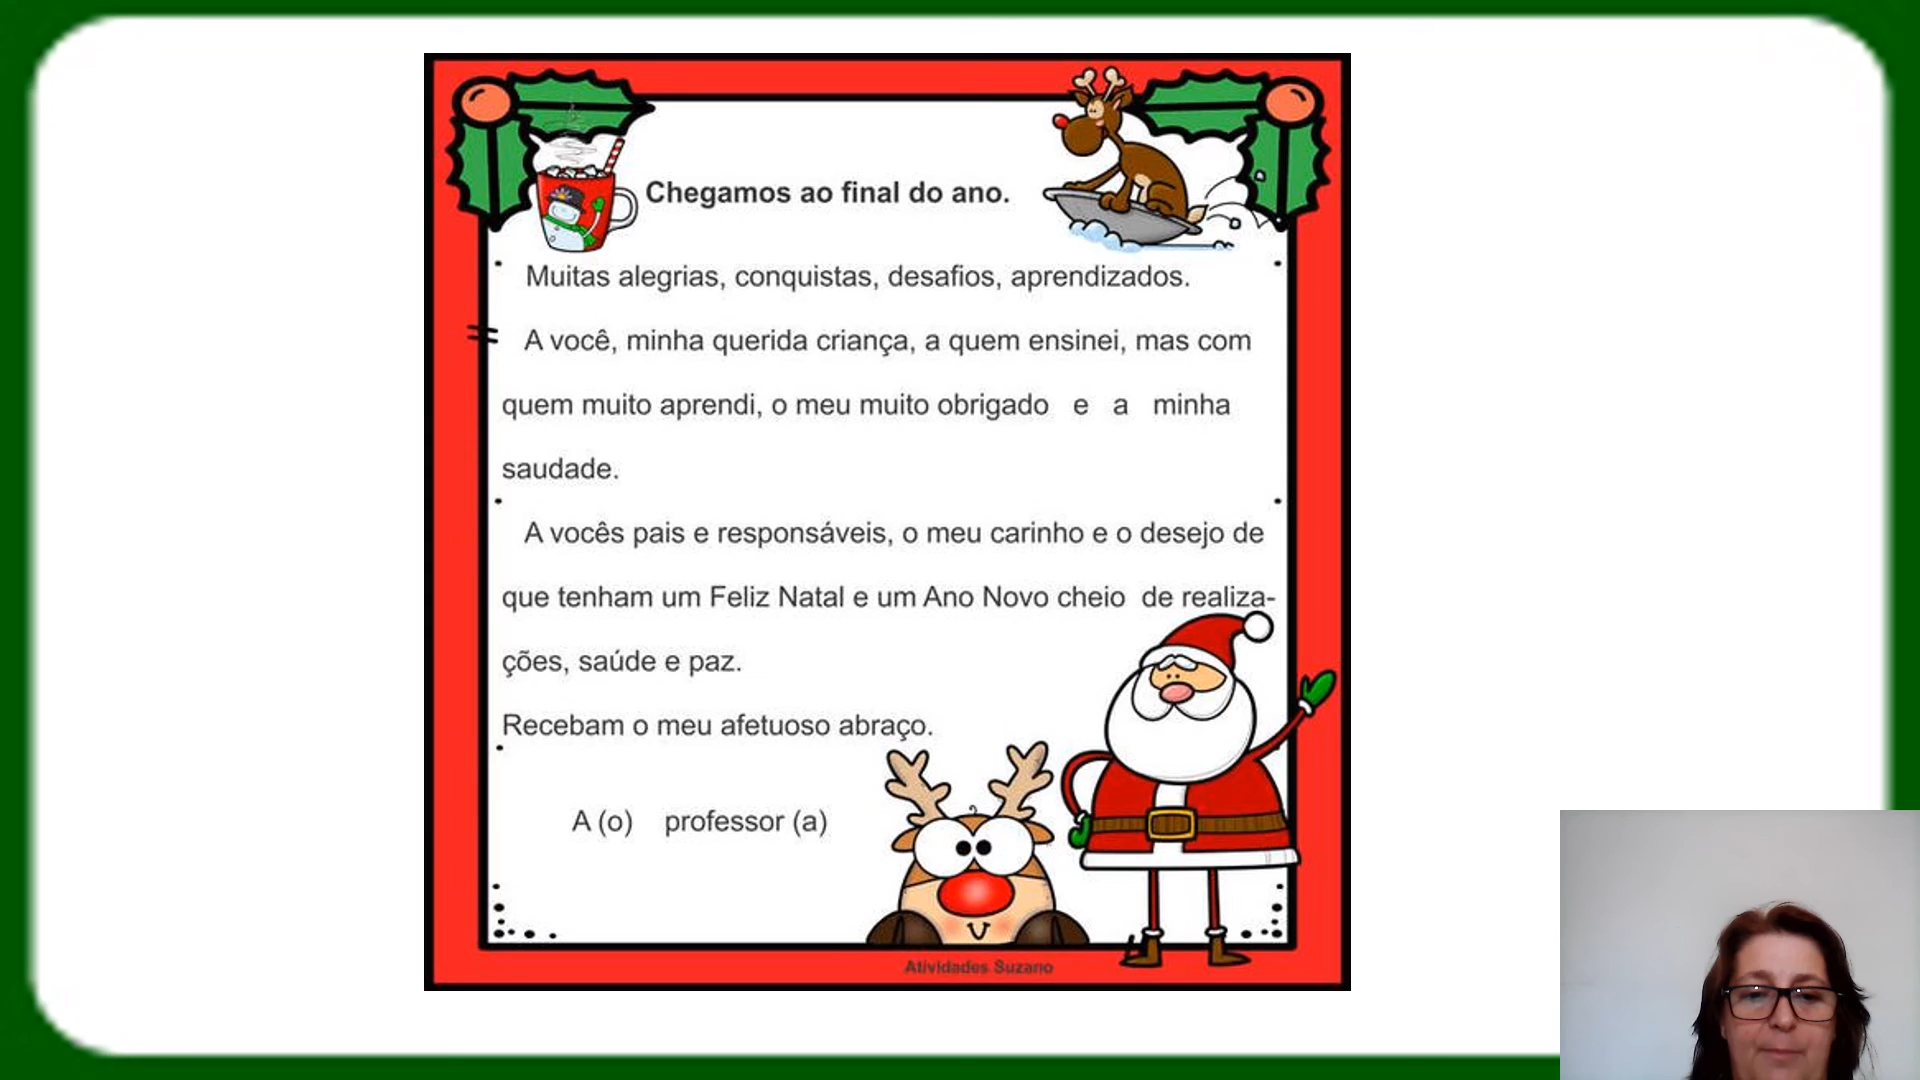 Chegamos ao final do ano.
Muitas alegrias, conquistas, desafios, aprendizados.
A você, minha querida criança, a quem ensinei, mas com
quem muito aprendi, o meu muito obrigado e a minha
saudade.
A vocês pais e responsáveis, o meu carinho e o desejo de
que tenham um Feliz Natal e um Ano Novo cheio de realiza-
ções, saúde e paz.
Recebam o meu afetuoso abraço.
A (o) professor (a)
Atividades Suzano